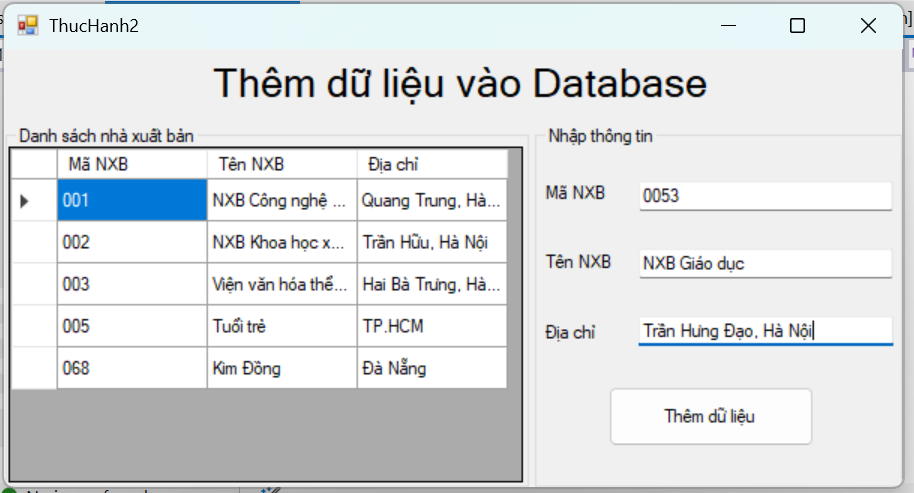 ThucHanh2
Thêm dữ liệu vào Database
Danh sách nhà xuất bản
Mã NXB Tên NXB Địa chỉ
001 NXB Công nghệ ... Quang Trung, Hà...
002 NXB Khoa học x... Trần Hữu, Hà Nội
003 Viện văn hóa thể... Hai Bà Trưng, Hà...
005 Tuổi trẻ TP.HCM
068 Kim Đồng Đà Nẵng
Nhập thông tin
Mã NXB 0053
Tên NXB NXB Giáo dục
Địa chỉ Trần Hưng Đạo, Hà Nội
Thêm dữ liệu